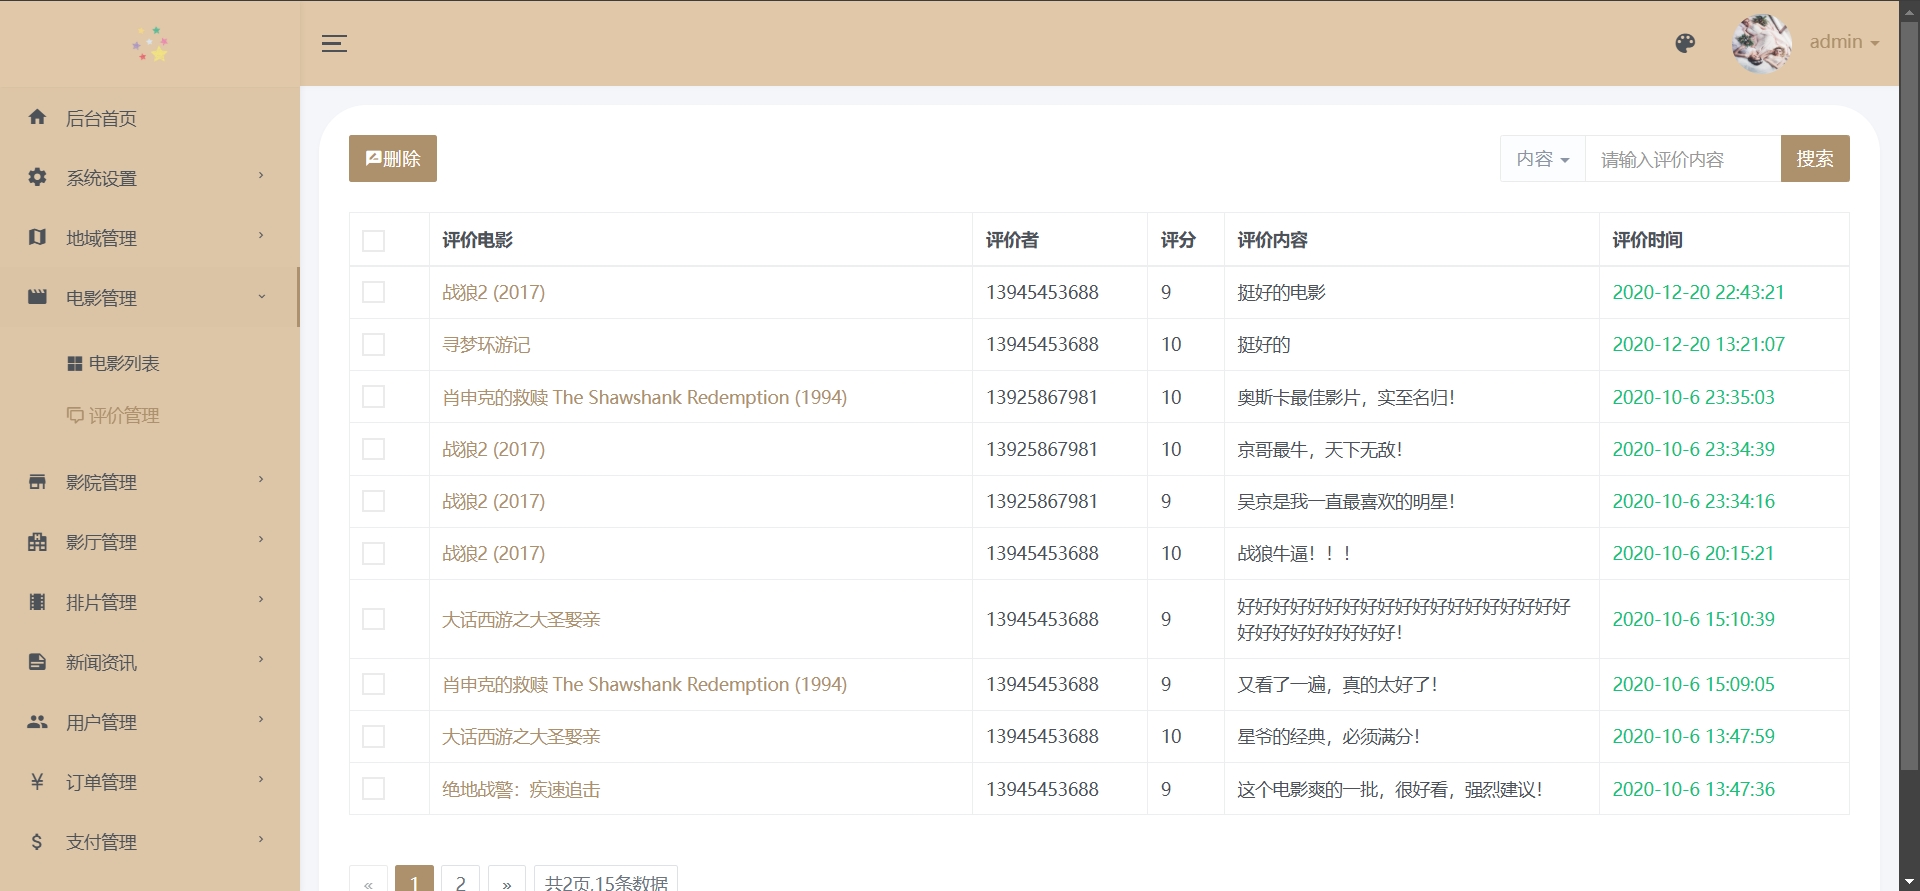 admin
后台首页
系统设置
地域管理
电影管理
电影列表
评价管理
影院管理
影厅管理
排片管理
新闻资讯
用户管理
订单管理
支付管理
删除
内容 请输入评价内容 搜索
评价电影 评价者 评分 评价内容 评价时间
战狼2 (2017) 13945453688 9 挺好的电影 2020-12-20 22:43:21
寻梦环游记 13945453688 10 挺好的 2020-12-20 13:21:07
肖申克的救赎 The Shawshank Redemption (1994) 13925867981 10 奥斯卡最佳影片，实至名归！ 2020-10-6 23:35:03
战狼2 (2017) 13925867981 10 京哥最牛，天下无敌！ 2020-10-6 23:34:39
战狼2 (2017) 13925867981 9 吴京是我一直最喜欢的明星！ 2020-10-6 23:34:16
战狼2 (2017) 13945453688 10 战狼牛逼！！！ 2020-10-6 20:15:21
大话西游之大圣娶亲 13945453688 9 好好好好好好好好好好好好好好好好好好好 2020-10-6 15:10:39
好好好好好好好好好！
肖申克的救赎 The Shawshank Redemption (1994) 13945453688 9 又看了一遍，真的太好了！ 2020-10-6 15:09:05
大话西游之大圣娶亲 13945453688 10 星爷的经典，必须满分！ 2020-10-6 13:47:59
绝地战警：疾速追击 13945453688 9 这个电影爽的一批，很好看，强烈建议！ 2020-10-6 13:47:36
« 1 2 » 共2页,15条数据